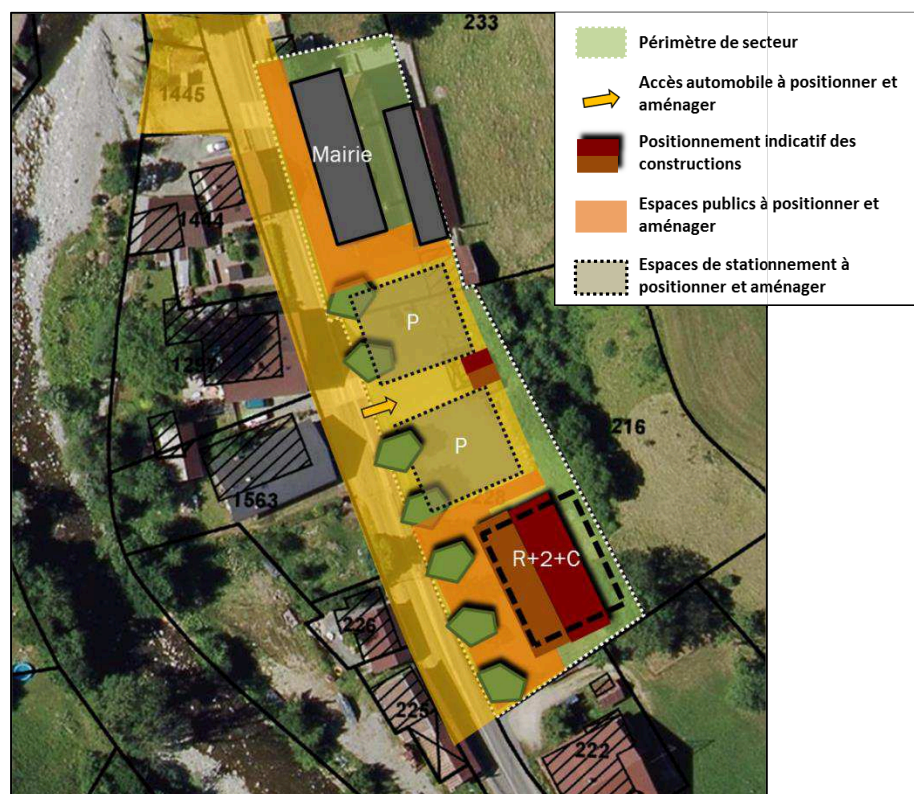 233
Périmètre de secteur
Accès automobile à positionner et
aménager
Positionnement indicatif des
constructions
Espaces publics à positionner et
aménager
Espaces de stationnement à
positionner et aménager
1445
Mairie
1444
P
P
216
1563
R+2+C
226
225
222